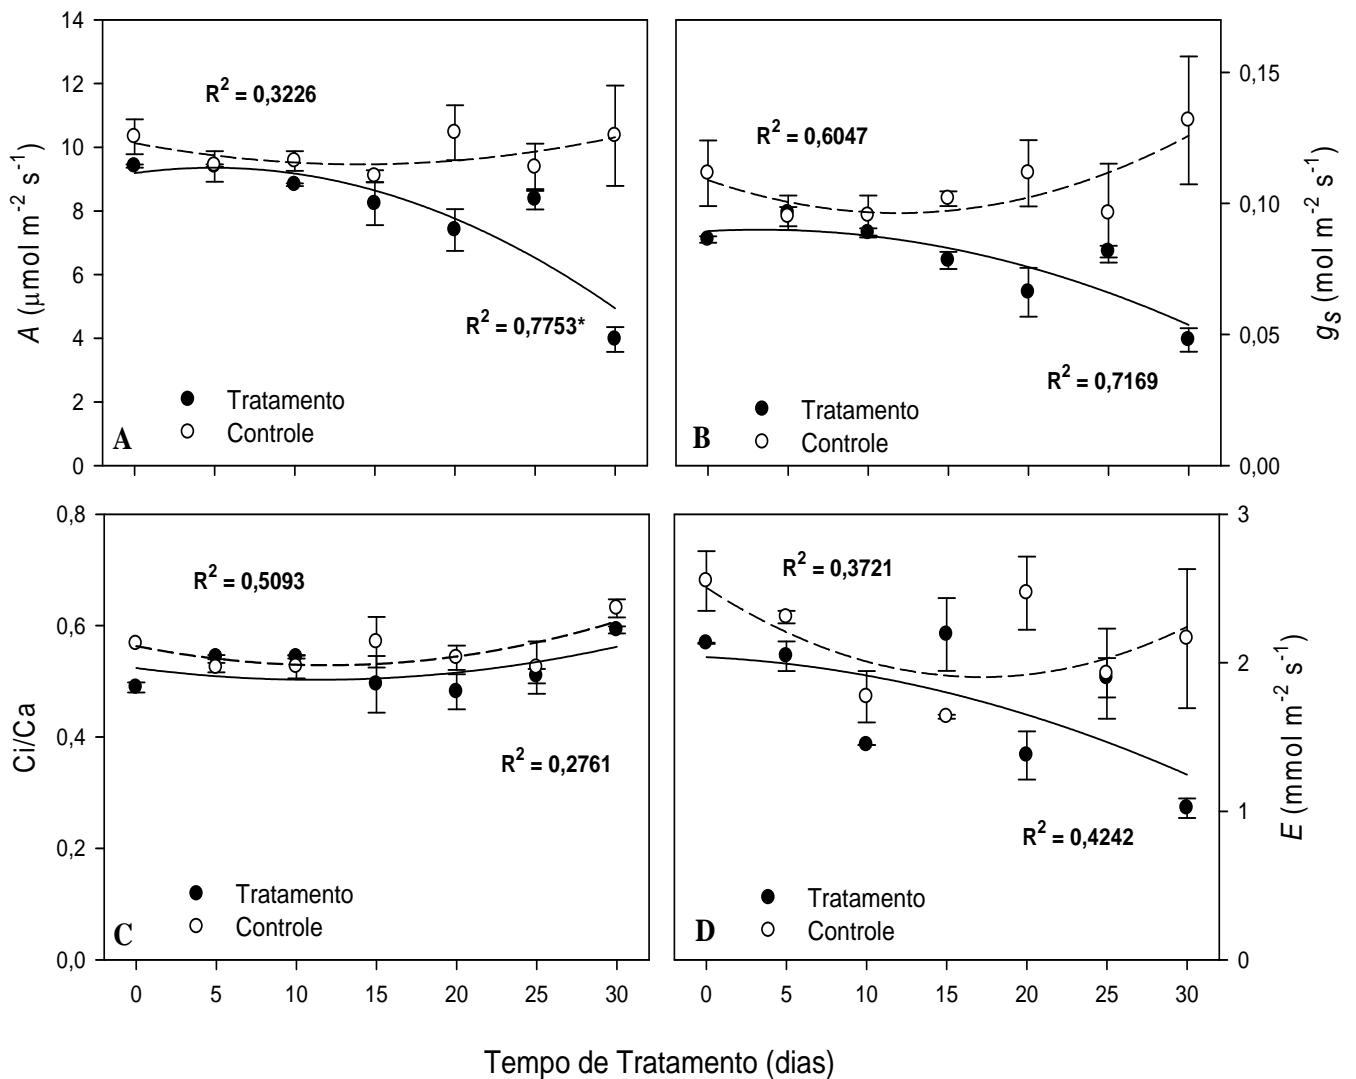 14
12
10
8
6
4
2
0
A (μmol m⁻² s⁻¹)
R² = 0,3226
R² = 0,7753*
Tratamento
Controle
A
R² = 0,6047
R² = 0,7169
Tratamento
Controle
B
0,15
0,10
0,05
0,00
gs (mol m⁻² s⁻¹)
0,8
0,6
0,4
0,2
0,0
Ci/Ca
R² = 0,5093
R² = 0,2761
Tratamento
Controle
C
0 5 10 15 20 25 30
R² = 0,3721
R² = 0,4242
Tratamento
Controle
D
3
2
1
0
E (mmol m⁻² s⁻¹)
0 5 10 15 20 25 30
Tempo de Tratamento (dias)